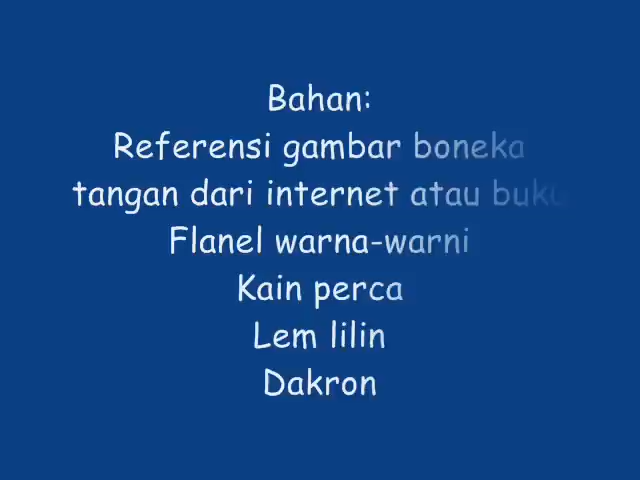 Bahan:
Referensi gambar boneka
tangan dari internet atau buku
Flanel warna-warni
Kain perca
Lem lilin
Dakron